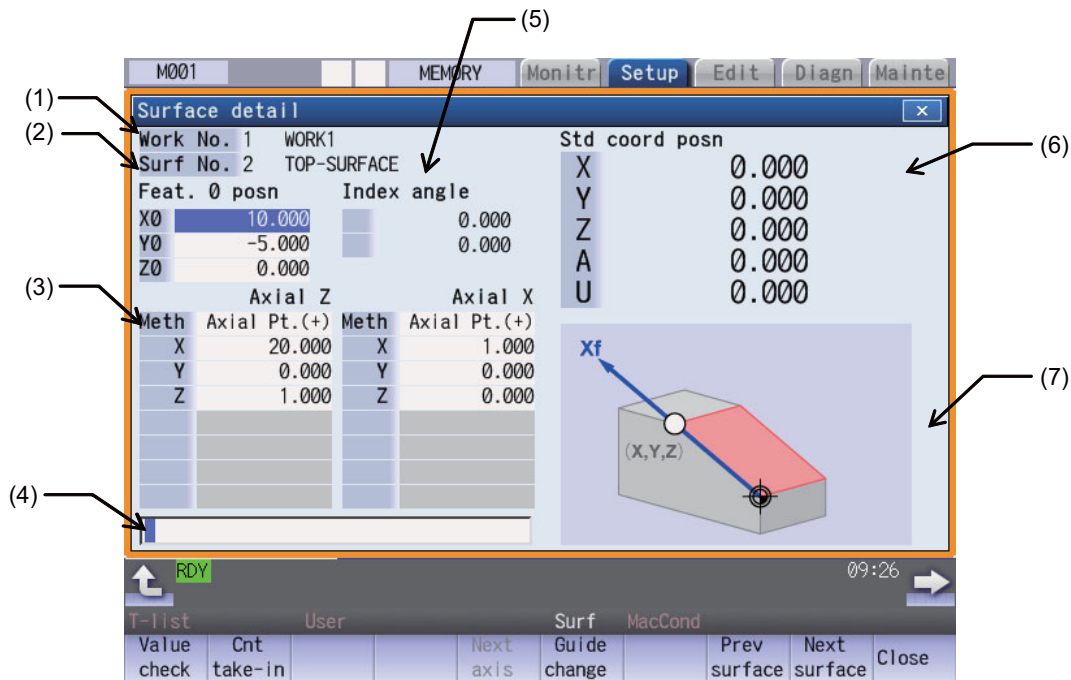 (5)
M001 MEMORY Monitr Setup Edit Diagn Mainte
(1)
Surface detail ×
(2)
Work No. 1 WORK1 Std coord posn
Surf No. 2 TOP-SURFACE X 0.000
(6)
Feat. 0 posn Index angle Y 0.000
X0 10.000 0.000
Y0 -5.000 0.000 Z 0.000
Z0 0.000 A 0.000
(3)
Axial Z Axial X U 0.000
Meth Axial Pt.(+) Meth Axial Pt.(+)
X 20.000 X 1.000 Xf
Y 0.000 Y 0.000
(7)
Z 1.000 Z 0.000
(X,Y,Z)
(4)
RDY 09:26
T-list User Surf MacCond
Value check Cnt take-in Next axis Guide change Prev surface Next surface Close